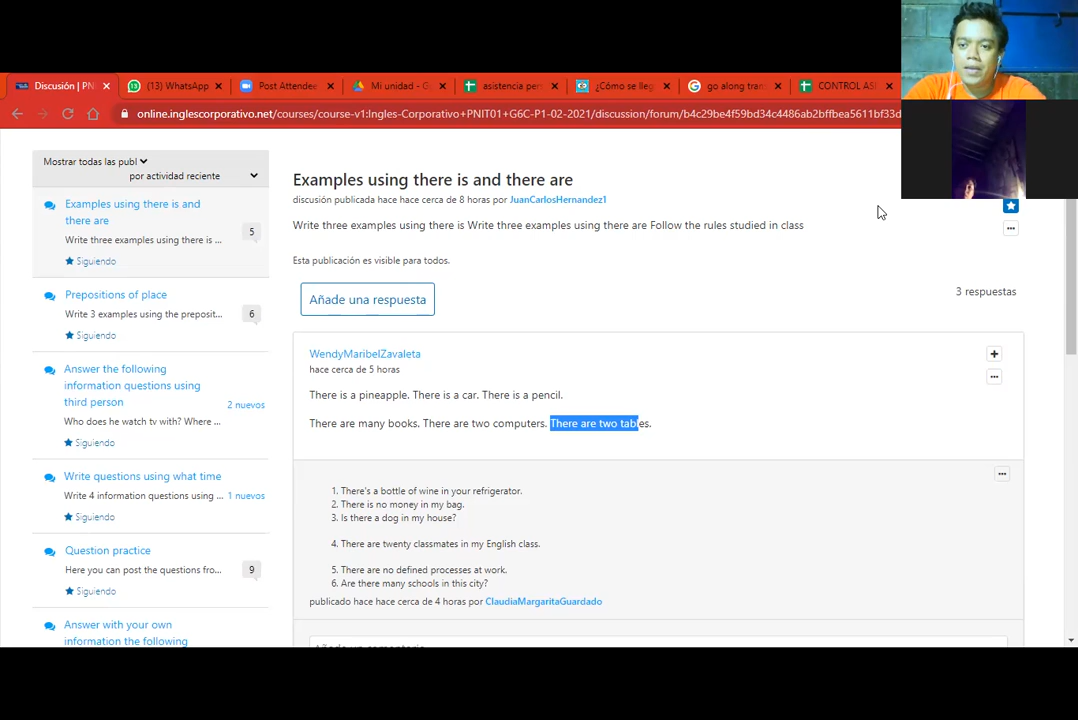 Discusión | PNI
(13) WhatsApp
Post Attendee
Mi unidad - G
asistencia per
¿Cómo se lleg
go along tran
CONTROL ASI
online.inglescorporativo.net/courses/course-v1:Ingles-Corporativo+PNIT01+G6C-P1-02-2021/discussion/forum/b4c29be4f59bd34c4486ab2bffbea5611bf33d
Mostrar todas las publ
por actividad reciente
Examples using there is and
there are
Write three examples using there is ...
5
Siguiendo
Prepositions of place
Write 3 examples using the preposit...
6
Siguiendo
Answer the following
information questions using
third person
2 nuevos
Who does he watch tv with? Where ...
Siguiendo
Write questions using what time
Write 4 information questions using ...
1 nuevos
Siguiendo
Question practice
Here you can post the questions fro...
9
Siguiendo
Answer with your own
information the following
Examples using there is and there are
discusión publicada hace hace cerca de 8 horas por JuanCarlosHernandez1
Write three examples using there is Write three examples using there are Follow the rules studied in class
Esta publicación es visible para todos.
Añade una respuesta
3 respuestas
WendyMaribelZavaleta
hace cerca de 5 horas
There is a pineapple. There is a car. There is a pencil.
There are many books. There are two computers. There are two tables.
1. There's a bottle of wine in your refrigerator.
2. There is no money in my bag.
3. Is there a dog in my house?
4. There are twenty classmates in my English class.
5. There are no defined processes at work.
6. Are there many schools in this city?
publicado hace hace cerca de 4 horas por ClaudiaMargaritaGuardado
Añade un comentario